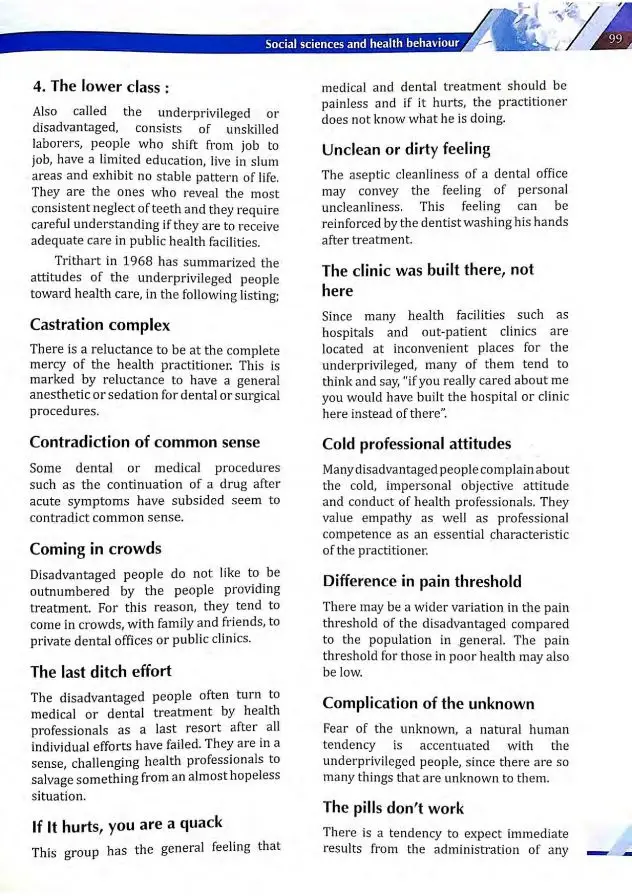 Social sciences and health behaviour
99
4. The lower class :
Also called the underprivileged or
disadvantaged, consists of unskilled
laborers, people who shift from job to
job, have a limited education, live in slum
areas and exhibit no stable pattern of life.
They are the ones who reveal the most
consistent neglect of teeth and they require
careful understanding if they are to receive
adequate care in public health facilities.
Trithart in 1968 has summarized the
attitudes of the underprivileged people
toward health care, in the following listing;
Castration complex
There is a reluctance to be at the complete
mercy of the health practitioner. This is
marked by reluctance to have a general
anesthetic or sedation for dental or surgical
procedures.
Contradiction of common sense
Some dental or medical procedures
such as the continuation of a drug after
acute symptoms have subsided seem to
contradict common sense.
Coming in crowds
Disadvantaged people do not like to be
outnumbered by the people providing
treatment. For this reason, they tend to
come in crowds, with family and friends, to
private dental offices or public clinics.
The last ditch effort
The disadvantaged people often turn to
medical or dental treatment by health
professionals as a last resort after all
individual efforts have failed. They are in a
sense, challenging health professionals to
salvage something from an almost hopeless
situation.
If It hurts, you are a quack
This group has the general feeling that
medical and dental treatment should be
painless and if it hurts, the practitioner
does not know what he is doing.
Unclean or dirty feeling
The aseptic cleanliness of a dental office
may convey the feeling of personal
uncleanliness. This feeling can be
reinforced by the dentist washing his hands
after treatment.
The clinic was built there, not
here
Since many health facilities such as
hospitals and out-patient clinics are
located at inconvenient places for the
underprivileged, many of them tend to
think and say, "if you really cared about me
you would have built the hospital or clinic
here instead of there".
Cold professional attitudes
Many disadvantaged people complain about
the cold, impersonal objective attitude
and conduct of health professionals. They
value empathy as well as professional
competence as an essential characteristic
of the practitioner.
Difference in pain threshold
There may be a wider variation in the pain
threshold of the disadvantaged compared
to the population in general. The pain
threshold for those in poor health may also
be low.
Complication of the unknown
Fear of the unknown, a natural human
tendency is accentuated with the
underprivileged people, since there are so
many things that are unknown to them.
The pills don't work
There is a tendency to expect immediate
results from the administration of any